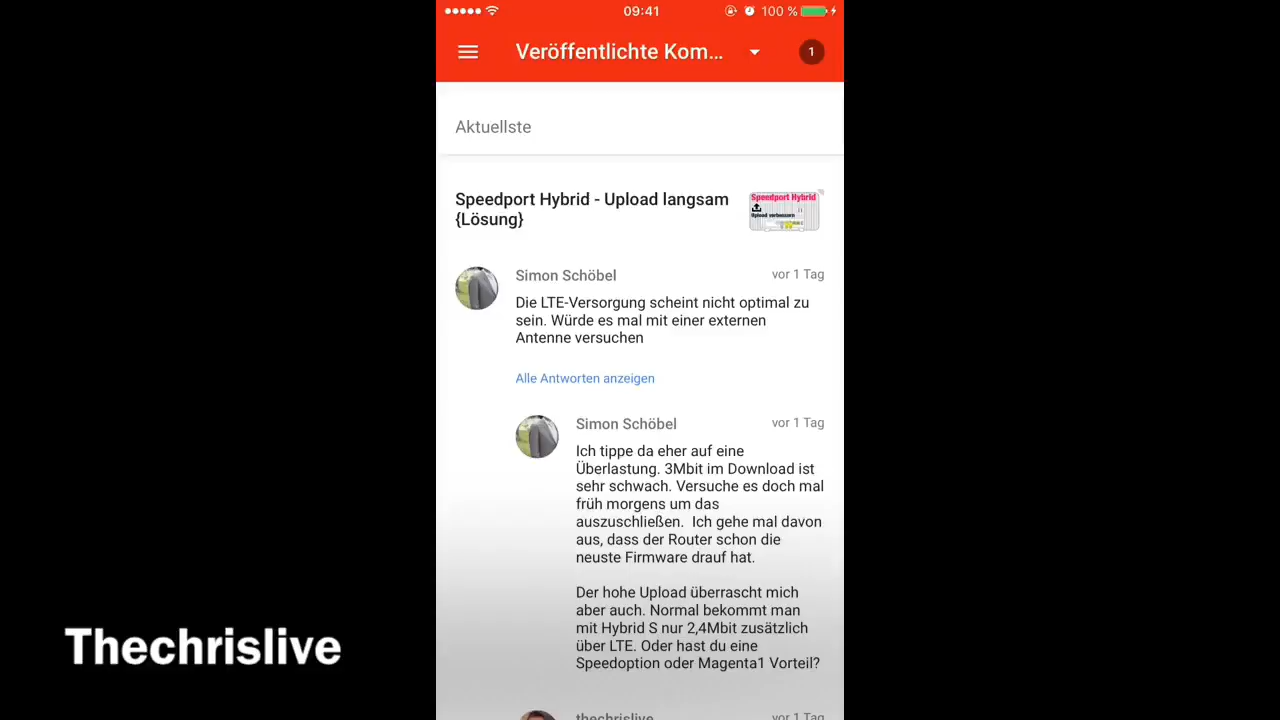 09:41
100 %
Veröffentlichte Kom...
1
Aktuellste
Speedport Hybrid - Upload langsam
{Lösung}
Speedport Hybrid
Upload verbessern
Simon Schöbel
vor 1 Tag
Die LTE-Versorgung scheint nicht optimal zu
sein. Würde es mal mit einer externen
Antenne versuchen
Alle Antworten anzeigen
Simon Schöbel
vor 1 Tag
Ich tippe da eher auf eine
Überlastung. 3Mbit im Download ist
sehr schwach. Versuche es doch mal
früh morgens um das
auszuschließen.  Ich gehe mal davon
aus, dass der Router schon die
neuste Firmware drauf hat.
Der hohe Upload überrascht mich
aber auch. Normal bekommt man
mit Hybrid S nur 2,4Mbit zusätzlich
über LTE. Oder hast du eine
Speedoption oder Magenta1 Vorteil?
thechrislive
vor 1 Tag
Thechrislive